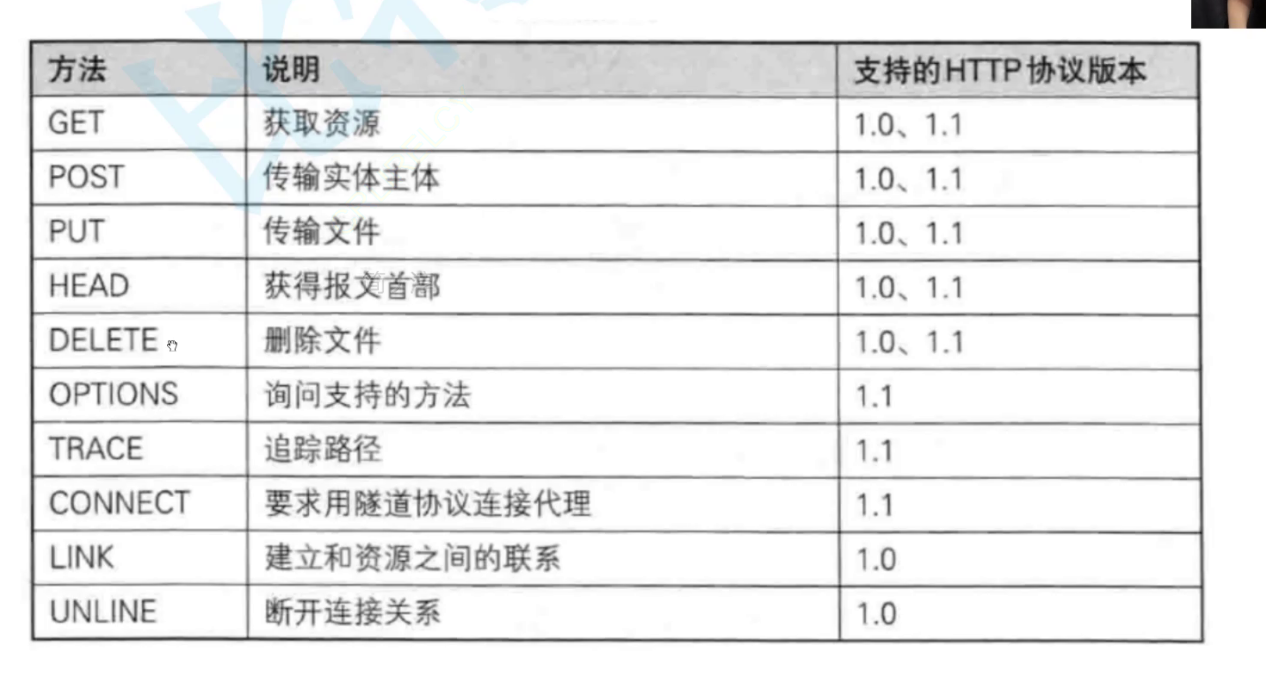 方法 说明 支持的HTTP协议版本
GET 获取资源 1.0、1.1
POST 传输实体主体 1.0、1.1
PUT 传输文件 1.0、1.1
HEAD 获得报文首部 1.0、1.1
DELETE 删除文件 1.0、1.1
OPTIONS 询问支持的方法 1.1
TRACE 追踪路径 1.1
CONNECT 要求用隧道协议连接代理 1.1
LINK 建立和资源之间的联系 1.0
UNLINE 断开连接关系 1.0